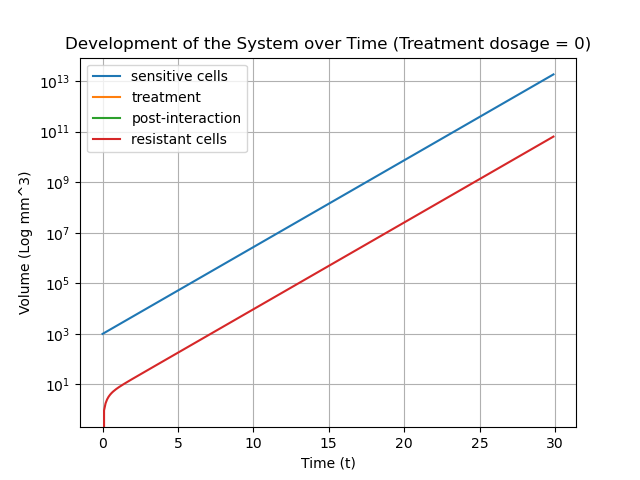 Development of the System over Time (Treatment dosage = 0)
sensitive cells
treatment
post-interaction
resistant cells
Volume (Log mm^3)
10^13
10^11
10^9
10^7
10^5
10^3
10^1
0 5 10 15 20 25 30
Time (t)